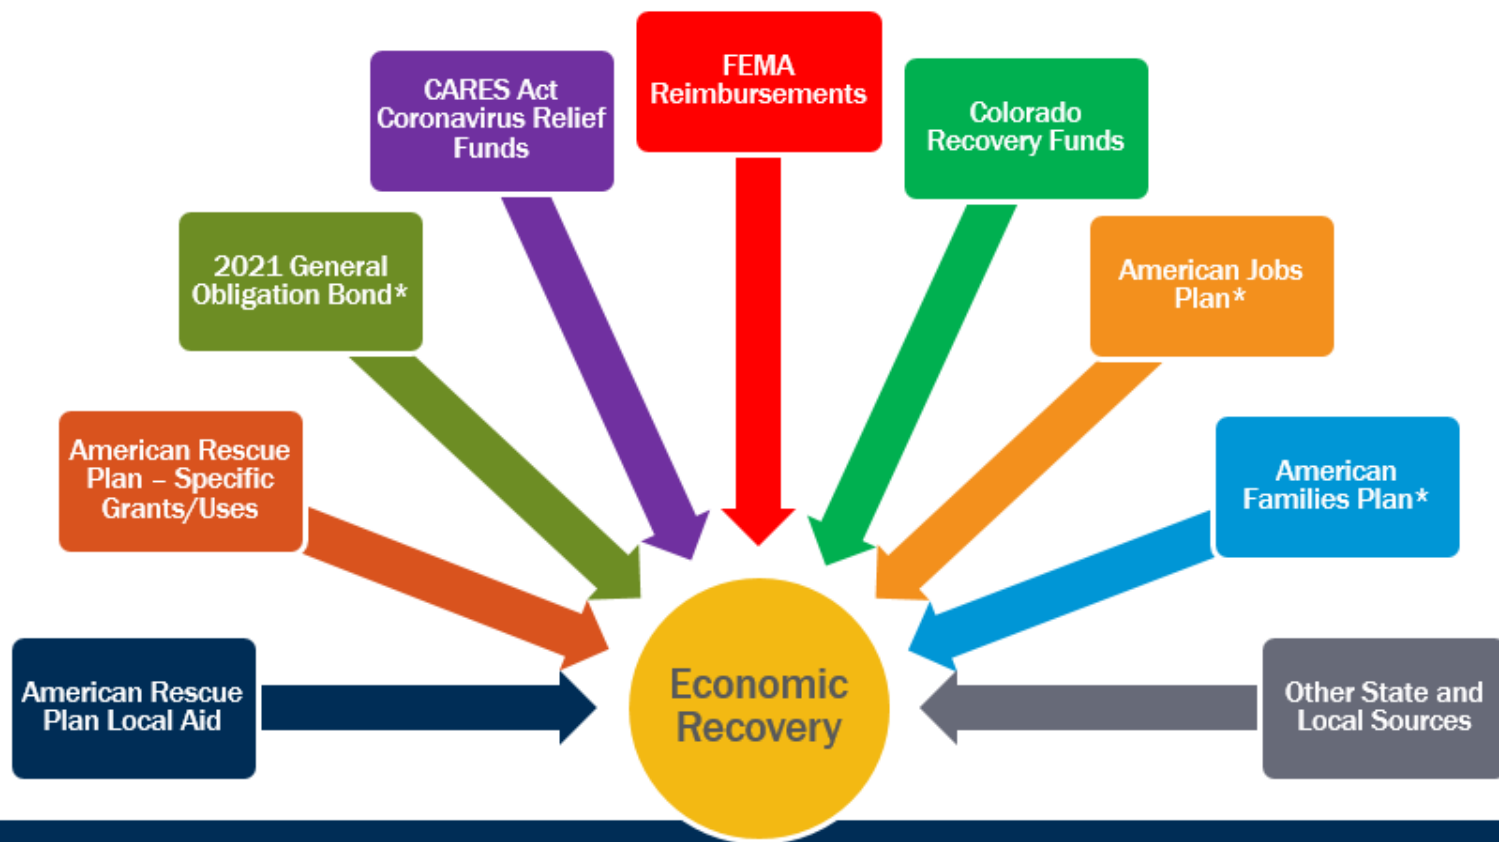 FEMA
Reimbursements
CARES Act
Coronavirus Relief
Funds
Colorado
Recovery Funds
2021 General
Obligation Bond*
American Jobs
Plan*
American Rescue
Plan – Specific
Grants/Uses
American
Families Plan*
American Rescue
Plan Local Aid
Economic
Recovery
Other State and
Local Sources